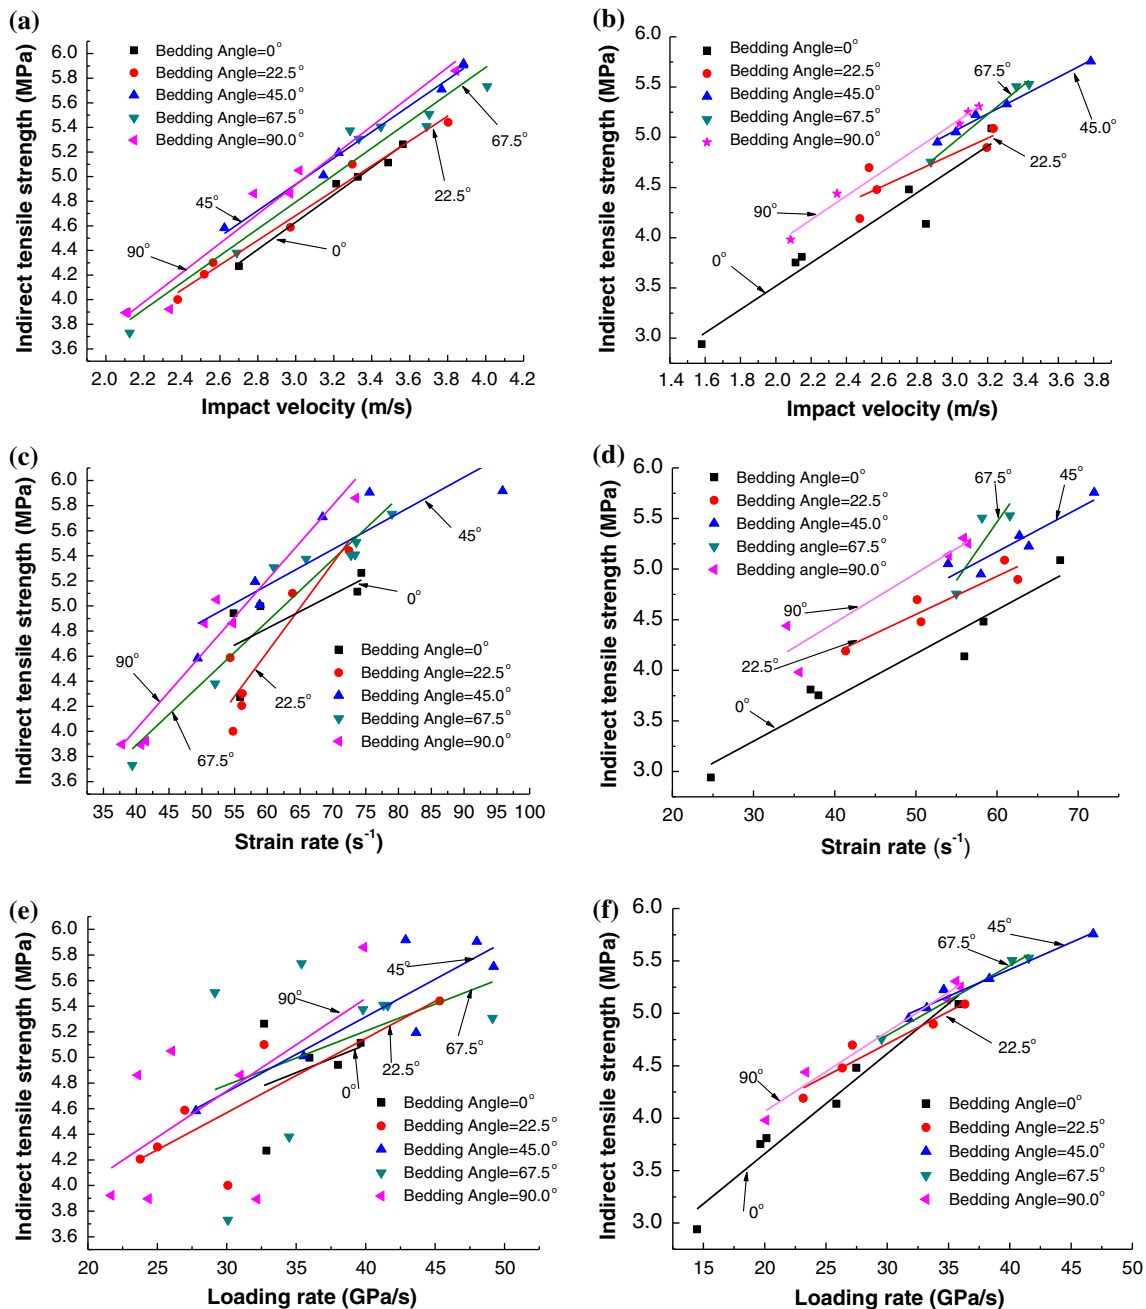 (a)
Indirect tensile strength (MPa)
6.0
5.8
5.6
5.4
5.2
5.0
4.8
4.6
4.4
4.2
4.0
3.8
3.6
Bedding Angle=0°
Bedding Angle=22.5°
Bedding Angle=45.0°
Bedding Angle=67.5°
Bedding Angle=90.0°
67.5°
22.5°
45°
0°
90°
2.0 2.4 2.8 3.2 3.6 4.0 4.2
Impact velocity (m/s)
(b)
Indirect tensile strength (MPa)
6.0
5.5
5.0
4.5
4.0
3.5
3.0
Bedding Angle=0°
Bedding Angle=22.5°
Bedding Angle=45.0°
Bedding Angle=67.5°
Bedding Angle=90.0°
67.5°
45.0°
22.5°
90°
0°
1.4 1.6 2.0 2.4 2.8 3.2 3.4 3.8
Impact velocity (m/s)
(c)
Indirect tensile strength (MPa)
6.0
5.8
5.6
5.4
5.2
5.0
4.8
4.6
4.4
4.2
4.0
3.8
3.6
45°
0°
90°
22.5°
67.5°
Bedding Angle=0°
Bedding Angle=22.5°
Bedding Angle=45.0°
Bedding Angle=67.5°
Bedding Angle=90.0°
35 40 45 50 55 60 65 70 75 80 85 90 95 100
Strain rate (s⁻¹)
(d)
Indirect tensile strength (MPa)
6.0
5.5
5.0
4.5
4.0
3.5
3.0
Bedding Angle=0°
Bedding Angle=22.5°
Bedding Angle=45.0°
Bedding angle=67.5°
Bedding Angle=90.0°
67.5°
45°
90°
22.5°
0°
20 30 40 50 60 70
Strain rate (s⁻¹)
(e)
Indirect tensile strength (MPa)
6.0
5.8
5.6
5.4
5.2
5.0
4.8
4.6
4.4
4.2
4.0
3.8
3.6
45°
90°
67.5°
22.5°
0°
Bedding Angle=0°
Bedding Angle=22.5°
Bedding Angle=45.0°
Bedding Angle=67.5°
Bedding Angle=90.0°
20 25 30 35 40 45 50
Loading rate (GPa/s)
(f)
Indirect tensile strength (MPa)
6.0
5.5
5.0
4.5
4.0
3.5
3.0
45°
67.5°
22.5°
90°
0°
Bedding Angle=0°
Bedding Angle=22.5°
Bedding Angle=45.0°
Bedding Angle=67.5°
Bedding Angle=90.0°
15 20 25 30 35 40 45 50
Loading rate (GPa/s)